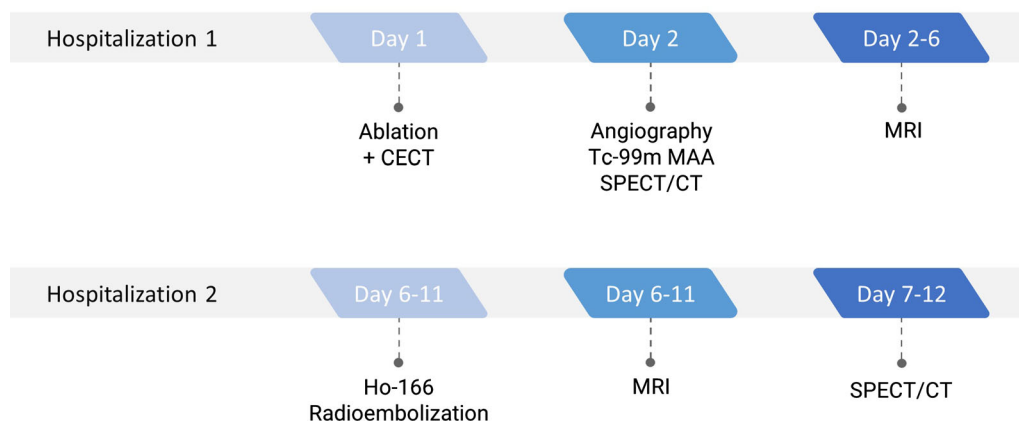 Hospitalization 1
Day 1
Day 2
Day 2-6
Ablation
+ CECT
Angiography
Tc-99m MAA
SPECT/CT
MRI
Hospitalization 2
Day 6-11
Day 6-11
Day 7-12
Ho-166
Radioembolization
MRI
SPECT/CT